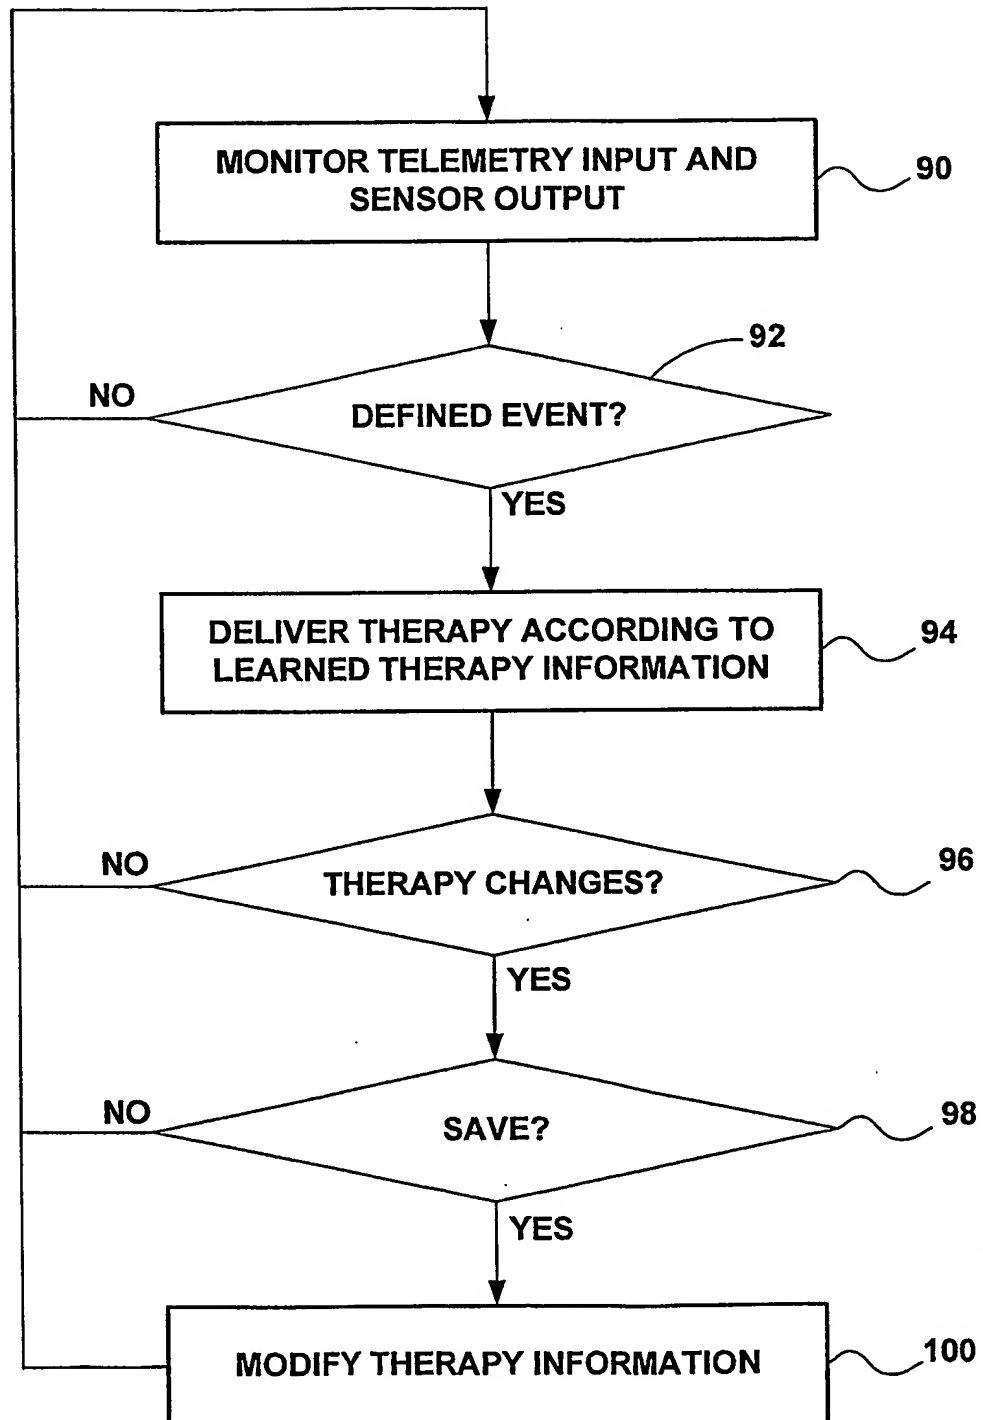 MONITOR TELEMETRY INPUT AND
SENSOR OUTPUT
90
92
NO
DEFINED EVENT?
YES
DELIVER THERAPY ACCORDING TO
LEARNED THERAPY INFORMATION
94
NO
THERAPY CHANGES?
96
YES
NO
SAVE?
98
YES
MODIFY THERAPY INFORMATION
100